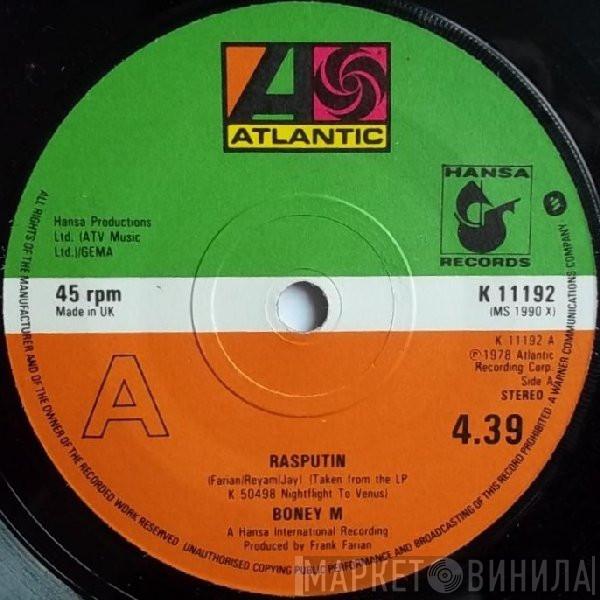 ATLANTIC
HANSA
RECORDS
Hansa Productions
Ltd. (ATV Music
Ltd.)/GEMA
45 rpm
Made in UK
K 11192
(MS 1990 X)
K 11192 A
Ⓟ1978 Atlantic
Recording Corp.
Side A
STEREO
A
4.39
RASPUTIN
(Farian/Reyam/Jay) (Taken from the LP
K 50498 Nightflight To Venus)
BONEY M
A Hansa International Recording
Produced by Frank Farian
ALL RIGHTS OF THE MANUFACTURER AND OF THE OWNER OF THE RECORDED WORK RESERVED. UNAUTHORISED COPYING PUBLIC PERFORMANCE AND BROADCASTING OF THIS RECORD PROHIBITED. A WARNER COMMUNICATIONS COMPANY
МАРКЕТ ВИНИЛА